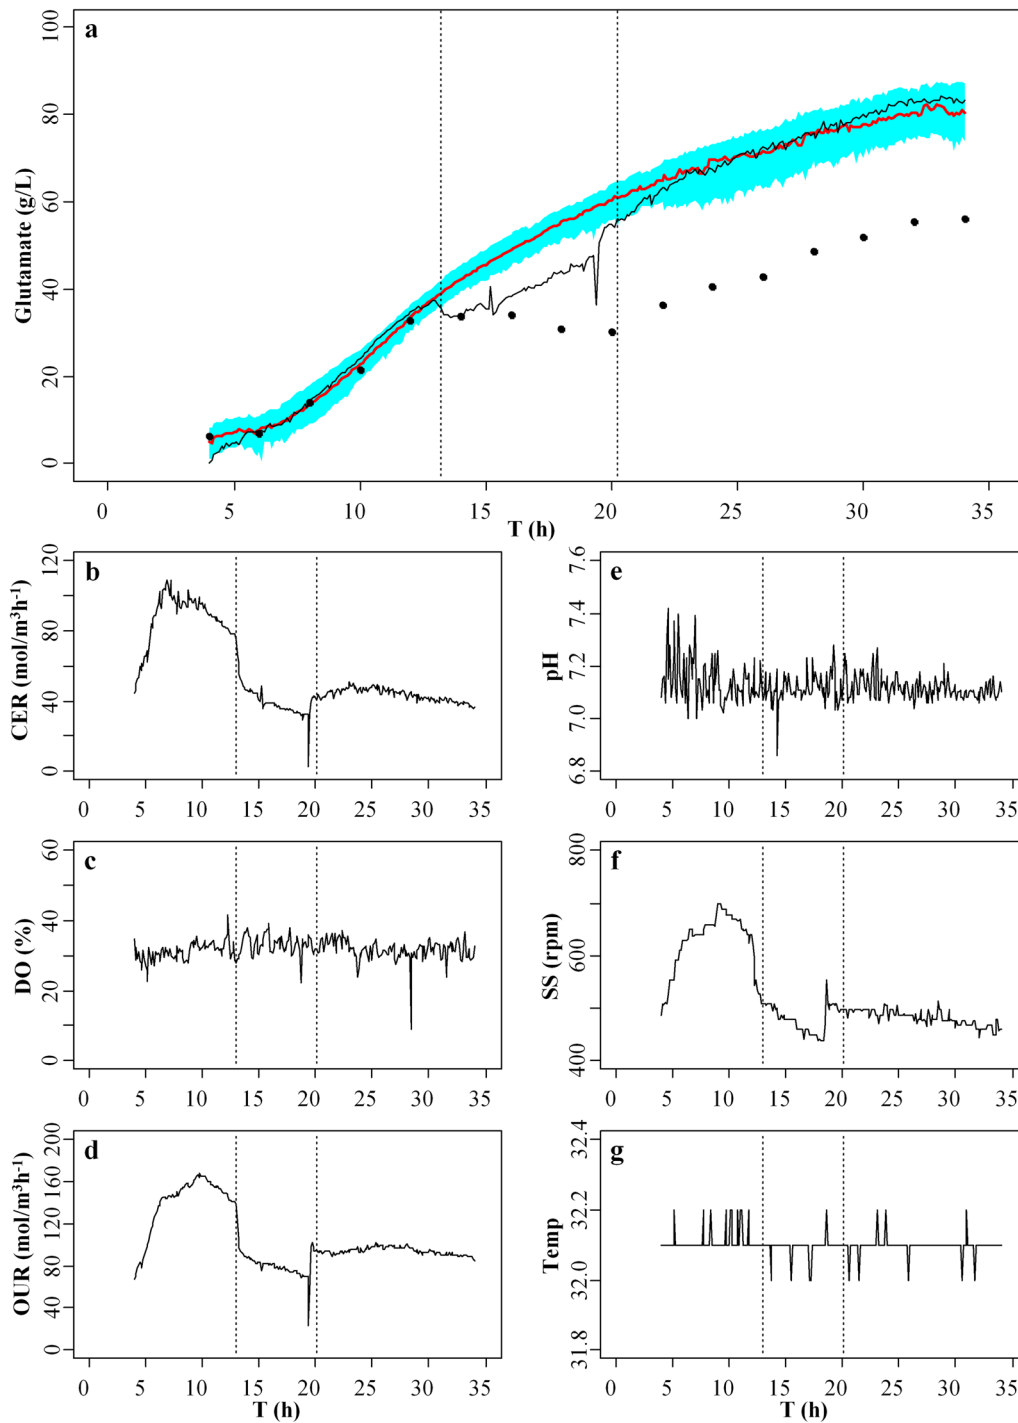 a
Glutamate (g/L)
100
80
60
40
20
0
0 5 10 15 20 25 30 35
T (h)
b
CER (mol/m³h⁻¹)
120
80
40
0
0 5 10 15 20 25 30 35
e
pH
7.6
7.4
7.2
7.0
6.8
0 5 10 15 20 25 30 35
c
DO (%)
60
40
20
0
0 5 10 15 20 25 30 35
f
SS (rpm)
800
600
400
0 5 10 15 20 25 30 35
d
OUR (mol/m³h⁻¹)
200
160
120
80
40
0
0 5 10 15 20 25 30 35
T (h)
g
Temp
32.4
32.2
32.0
31.8
0 5 10 15 20 25 30 35
T (h)